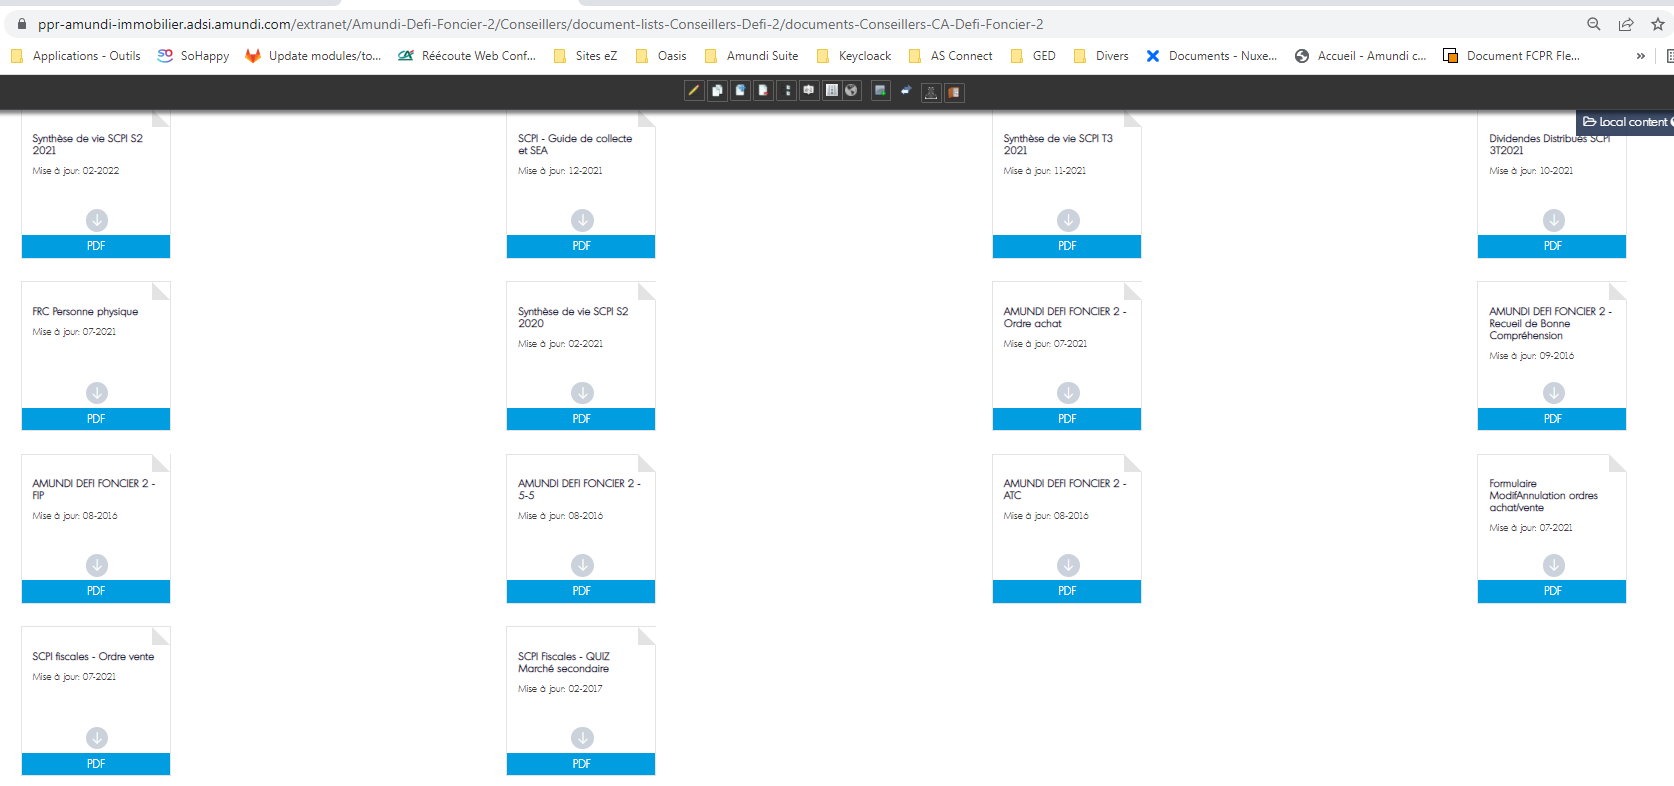 ppr-amundi-immobilier.adsi.amundi.com/extranet/Amundi-Defi-Foncier-2/Conseillers/document-lists-Conseillers-Defi-2/documents-Conseillers-CA-Defi-Foncier-2
Applications - Outils SoHappy Update modules/to... Réécoute Web Conf... Sites eZ Oasis Amundi Suite Keycloack AS Connect GED Divers Documents - Nuxe... Accueil - Amundi c... Document FCPR Fle... »
Local content
Synthèse de vie SCPI S2
2021
Mise à jour: 02-2022
PDF
SCPI - Guide de collecte
et SEA
Mise à jour: 12-2021
PDF
Synthèse de vie SCPI T3
2021
Mise à jour: 11-2021
PDF
Dividendes Distribués SCPI
3T2021
Mise à jour: 10-2021
PDF
FRC Personne physique
Mise à jour: 07-2021
PDF
Synthèse de vie SCPI S2
2020
Mise à jour: 02-2021
PDF
AMUNDI DEFI FONCIER 2 -
Ordre achat
Mise à jour: 07-2021
PDF
AMUNDI DEFI FONCIER 2 -
Recueil de Bonne
Compréhension
Mise à jour: 09-2016
PDF
AMUNDI DEFI FONCIER 2 -
FIP
Mise à jour: 08-2016
PDF
AMUNDI DEFI FONCIER 2 -
5-5
Mise à jour: 08-2016
PDF
AMUNDI DEFI FONCIER 2 -
ATC
Mise à jour: 08-2016
PDF
Formulaire
ModifAnnulation ordres
achat/vente
Mise à jour: 07-2021
PDF
SCPI fiscales - Ordre vente
Mise à jour: 07-2021
PDF
SCPI Fiscales - QUIZ
Marché secondaire
Mise à jour: 02-2017
PDF